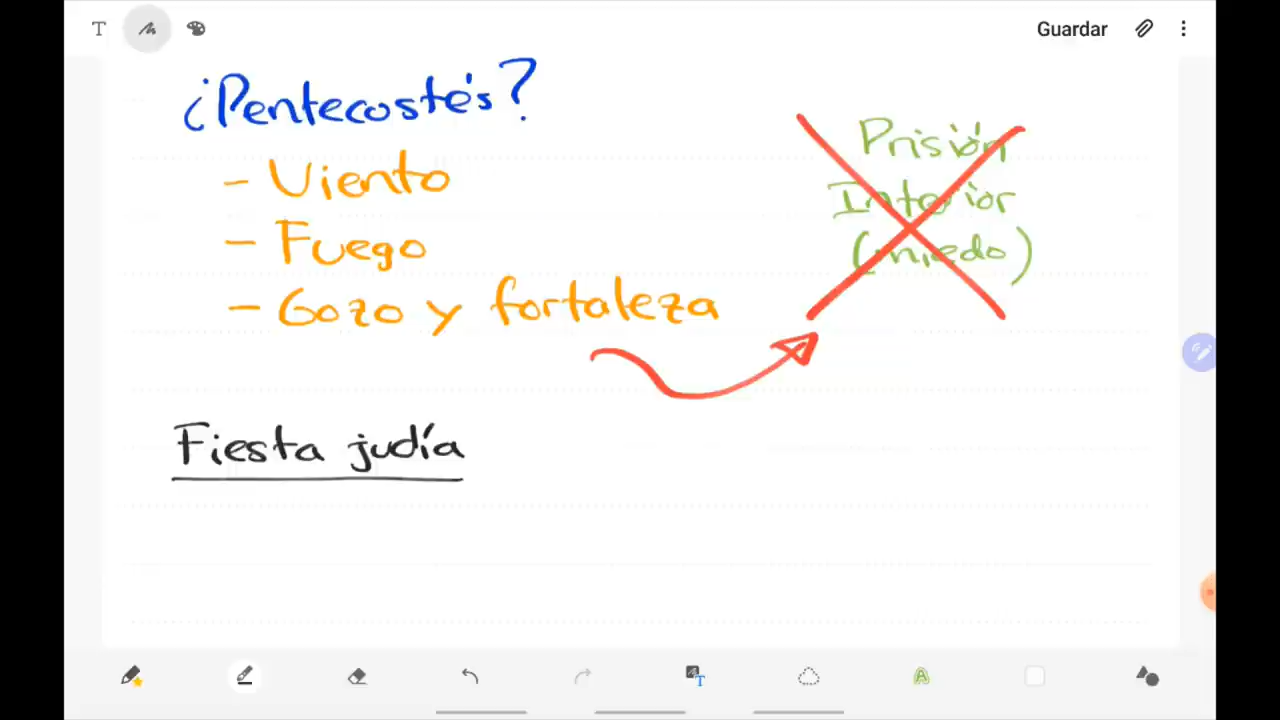 T
Guardar
¿Pentecostés?
- Viento
- Fuego
- Gozo y fortaleza
Prisión
Interior
(miedo)
Fiesta judía
T
A